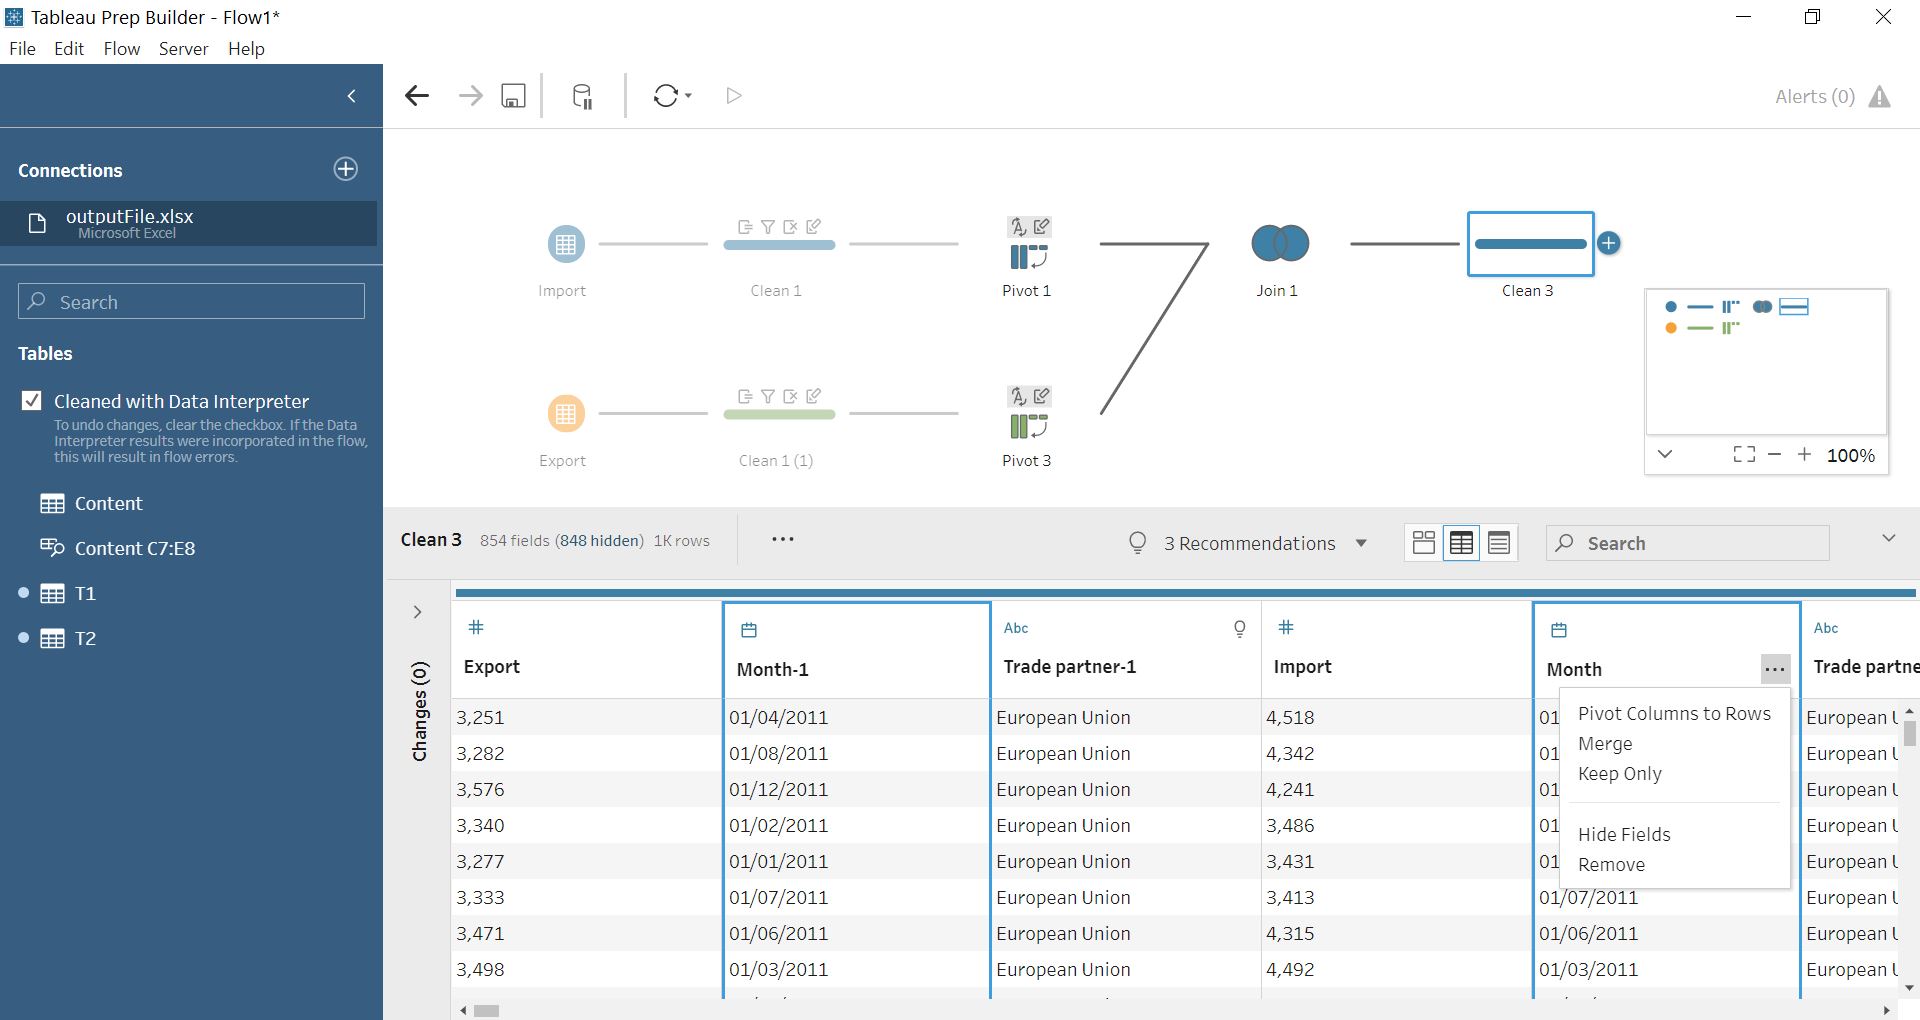 Tableau Prep Builder - Flow1*
File Edit Flow Server Help
Alerts (0)
Connections
outputFile.xlsx
Microsoft Excel
Search
Tables
Cleaned with Data Interpreter
To undo changes, clear the checkbox. If the Data
Interpreter results were incorporated in the flow,
this will result in flow errors.
Content
Content C7:E8
T1
T2
Import Clean 1 Pivot 1 Join 1 Clean 3
Export Clean 1 (1) Pivot 3
100%
Clean 3 854 fields (848 hidden) 1K rows ... 3 Recommendations Search
Changes (0)
# Abc # Abc
Export Month-1 Trade partner-1 Import Month ... Trade partne
3,251 01/04/2011 European Union 4,518 01 European U
3,282 01/08/2011 European Union 4,342 01 European U
3,576 01/12/2011 European Union 4,241 01 European U
3,340 01/02/2011 European Union 3,486 01 European U
3,277 01/01/2011 European Union 3,431 01 European U
3,333 01/07/2011 European Union 3,413 01/07/2011 European U
3,471 01/06/2011 European Union 4,315 01/06/2011 European U
3,498 01/03/2011 European Union 4,492 01/03/2011 European U
Pivot Columns to Rows
Merge
Keep Only
Hide Fields
Remove